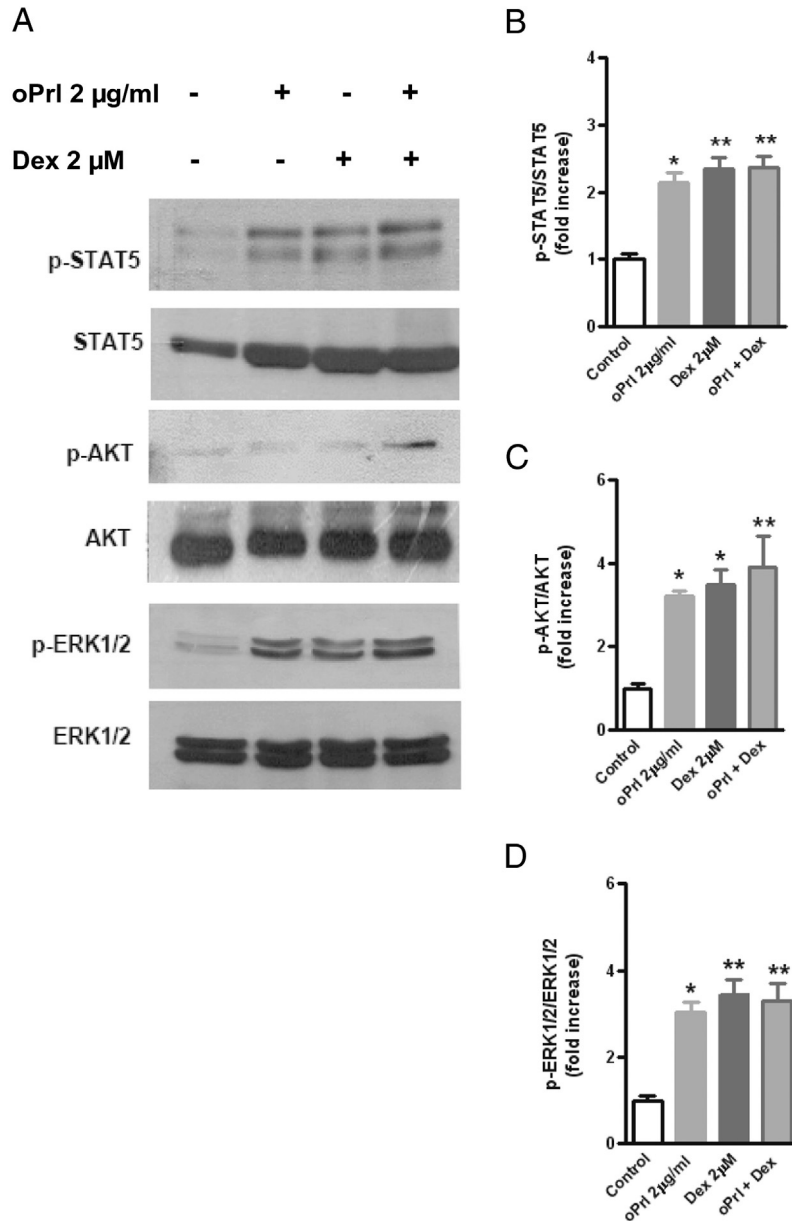 A
oPrl 2 µg/ml - + - +
Dex 2 µM - - + +
p-STAT5
STAT5
p-AKT
AKT
p-ERK1/2
ERK1/2
B
p-STAT5/STAT5
(fold increase)
4
3
2
1
0
* ** **
Control
oPrl 2µg/ml
Dex 2µM
oPrl + Dex
C
p-AKT/AKT
(fold increase)
6
4
2
0
* * **
Control
oPrl 2µg/ml
Dex 2µM
oPrl + Dex
D
p-ERK1/2/ERK1/2
(fold increase)
6
4
2
0
* ** **
Control
oPrl 2µg/ml
Dex 2µM
oPrl + Dex